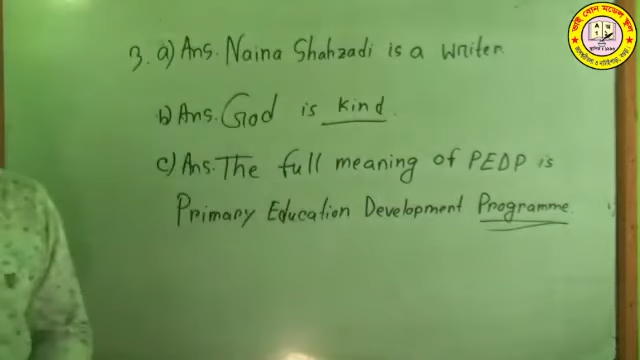 3. a) Ans. Naina Shahzadi is a writer.
b) Ans. God is kind.
c) Ans. The full meaning of PEDP is
Primary Education Development Programme.